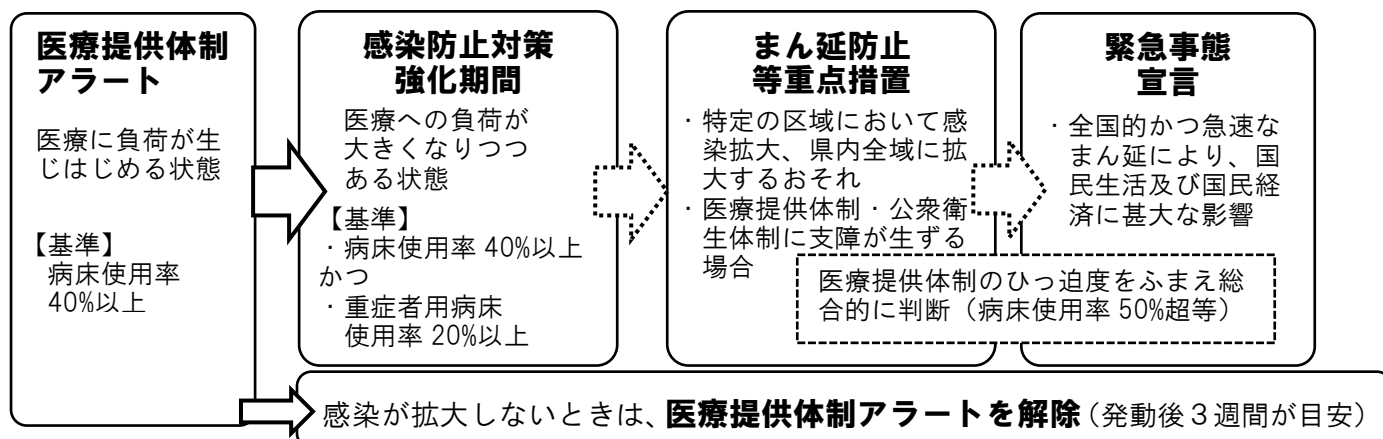 医療提供体制
アラート
医療に負荷が生
じはじめる状態
【基準】
病床使用率
40%以上
感染防止対策
強化期間
医療への負荷が
大きくなりつつ
ある状態
【基準】
・病床使用率 40%以上
かつ
・重症者用病床
使用率 20%以上
まん延防止
等重点措置
・特定の区域において感
染拡大、県内全域に拡
大するおそれ
・医療提供体制・公衆衛
生体制に支障が生ずる
場合
緊急事態
宣言
・全国的かつ急速な
まん延により、国
民生活及び国民経
済に甚大な影響
医療提供体制のひっ迫度をふまえ総
合的に判断（病床使用率 50%超等）
感染が拡大しないときは、医療提供体制アラートを解除（発動後３週間が目安）